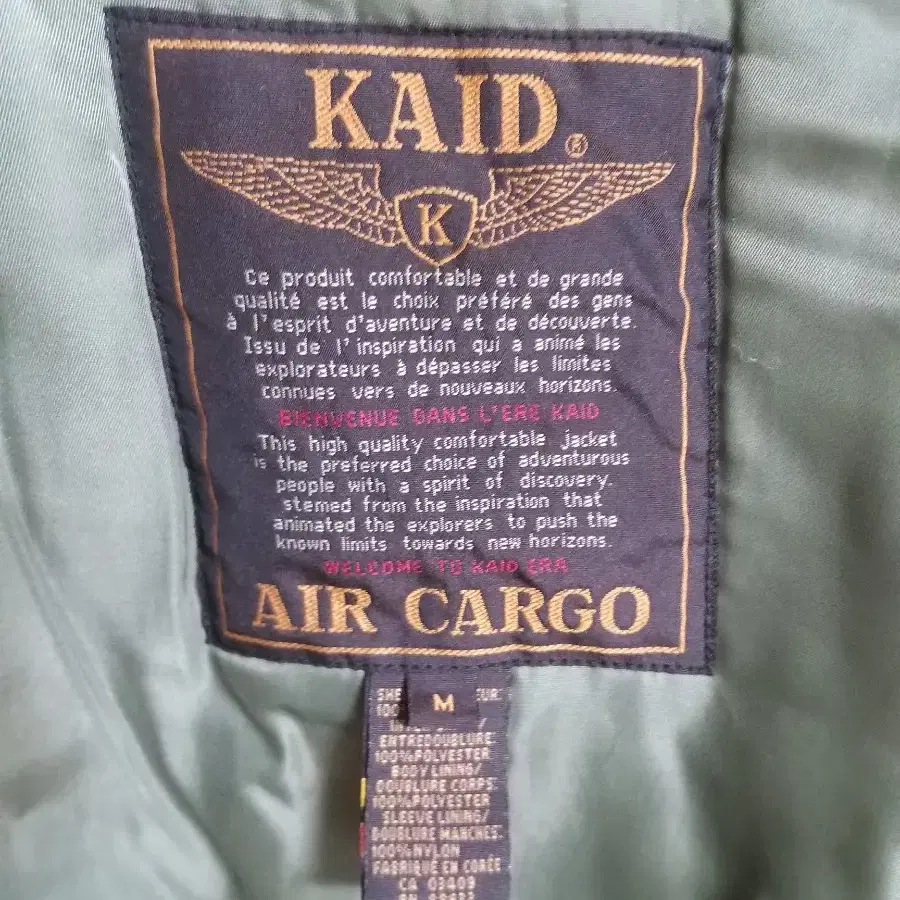 KAID®
K
Ce produit comfortable et de grande
qualité est le choix préféré des gens
à l'esprit d'aventure et de découverte.
Issu de l'inspiration qui a animé les
explorateurs à dépasser les limites
connues vers de nouveaux horizons.
BIENVENUE DANS L'ERE KAID
This high quality comfortable jacket
is the preferred choice of adventurous
people with a spirit of discovery.
stemed from the inspiration that
animated the explorers to push the
known limits towards new horizons.
WELCOME TO KAID ERA
AIR CARGO
M
ENTREDOUBLURE:
100%POLYESTER
BODY LINING/
DOUBLURE CORPS:
100%POLYESTER
SLEEVE LINING/
DOUBLURE MANCHES:
100%NYLON
FABRIQUÉ EN CORÉE
CA 03409